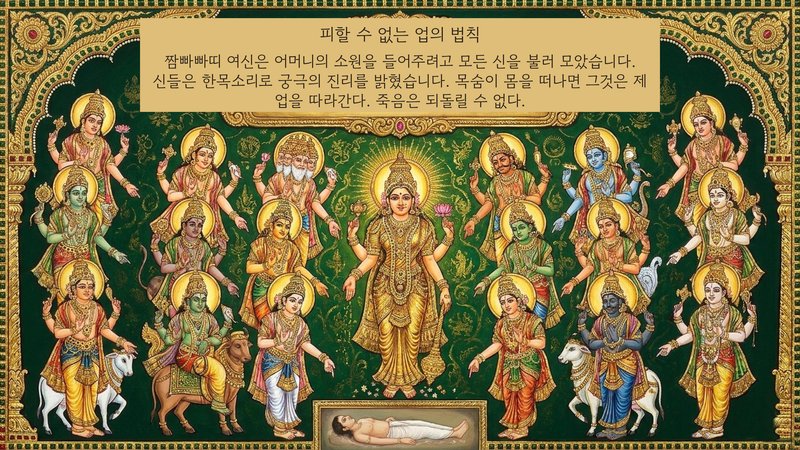 피할 수 없는 업의 법칙
짬빠빠띠 여신은 어머니의 소원을 들어주려고 모든 신을 불러 모았습니다.
신들은 한목소리로 궁극의 진리를 밝혔습니다. 목숨이 몸을 떠나면 그것은 제
업을 따라간다. 죽음은 되돌릴 수 없다.